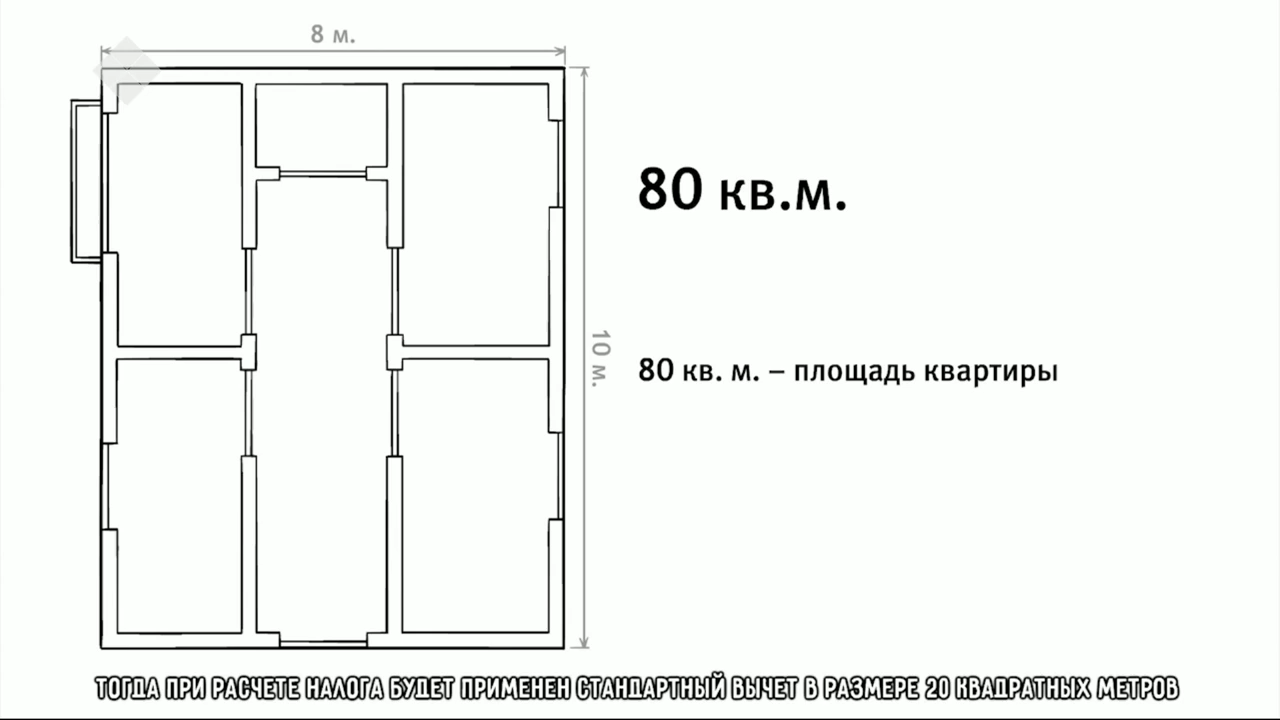 8 м.
80 кв.м.
10 м.
80 кв. м. – площадь квартиры
ТОГДА ПРИ РАСЧЕТЕ НАЛОГА БУДЕТ ПРИМЕНЕН СТАНДАРТНЫЙ ВЫЧЕТ В РАЗМЕРЕ 20 КВАДРАТНЫХ МЕТРОВ